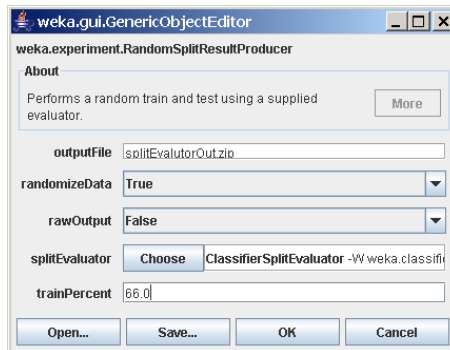 weka.gui.GenericObjectEditor
weka.experiment.RandomSplitResultProducer
About
Performs a random train and test using a supplied
evaluator.
More
outputFile splitEvalutorOut.zip
randomizeData True
rawOutput False
splitEvaluator Choose ClassifierSplitEvaluator -W weka.classifi
trainPercent 66.0
Open... Save... OK Cancel